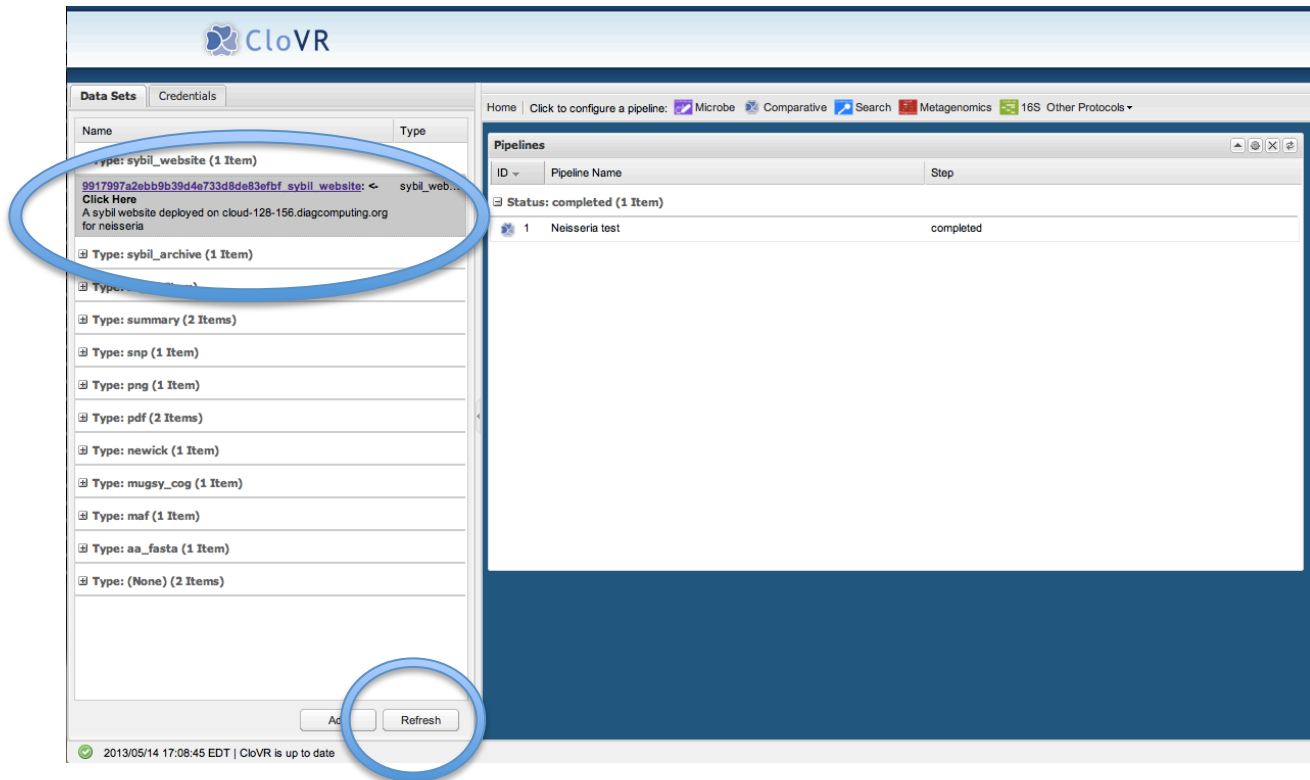 CloVR
Data Sets Credentials
Name Type
Type: sybil_website (1 Item)
9917997a2ebb9b39d4e733d8de83efbf_sybil_website: <- sybil_web...
Click Here
A sybil website deployed on cloud-128-156.diagcomputing.org
for neisseria
Type: sybil_archive (1 Item)
Type:
Type: summary (2 Items)
Type: snp (1 Item)
Type: png (1 Item)
Type: pdf (2 Items)
Type: newick (1 Item)
Type: mugsy_cog (1 Item)
Type: maf (1 Item)
Type: aa_fasta (1 Item)
Type: (None) (2 Items)
Refresh
2013/05/14 17:08:45 EDT | CloVR is up to date
Home | Click to configure a pipeline: Microbe Comparative Search Metagenomics 16S Other Protocols
Pipelines
ID Pipeline Name Step
Status: completed (1 Item)
1 Neisseria test completed